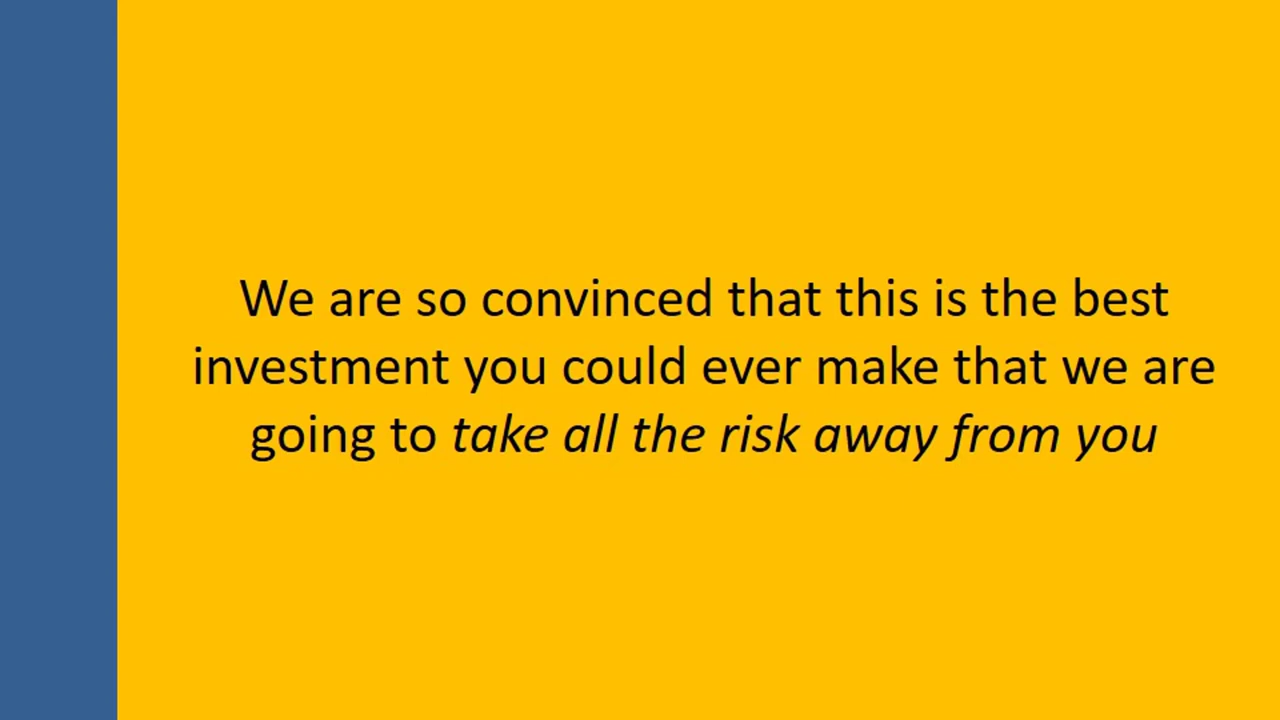 We are so convinced that this is the best
investment you could ever make that we are
going to take all the risk away from you